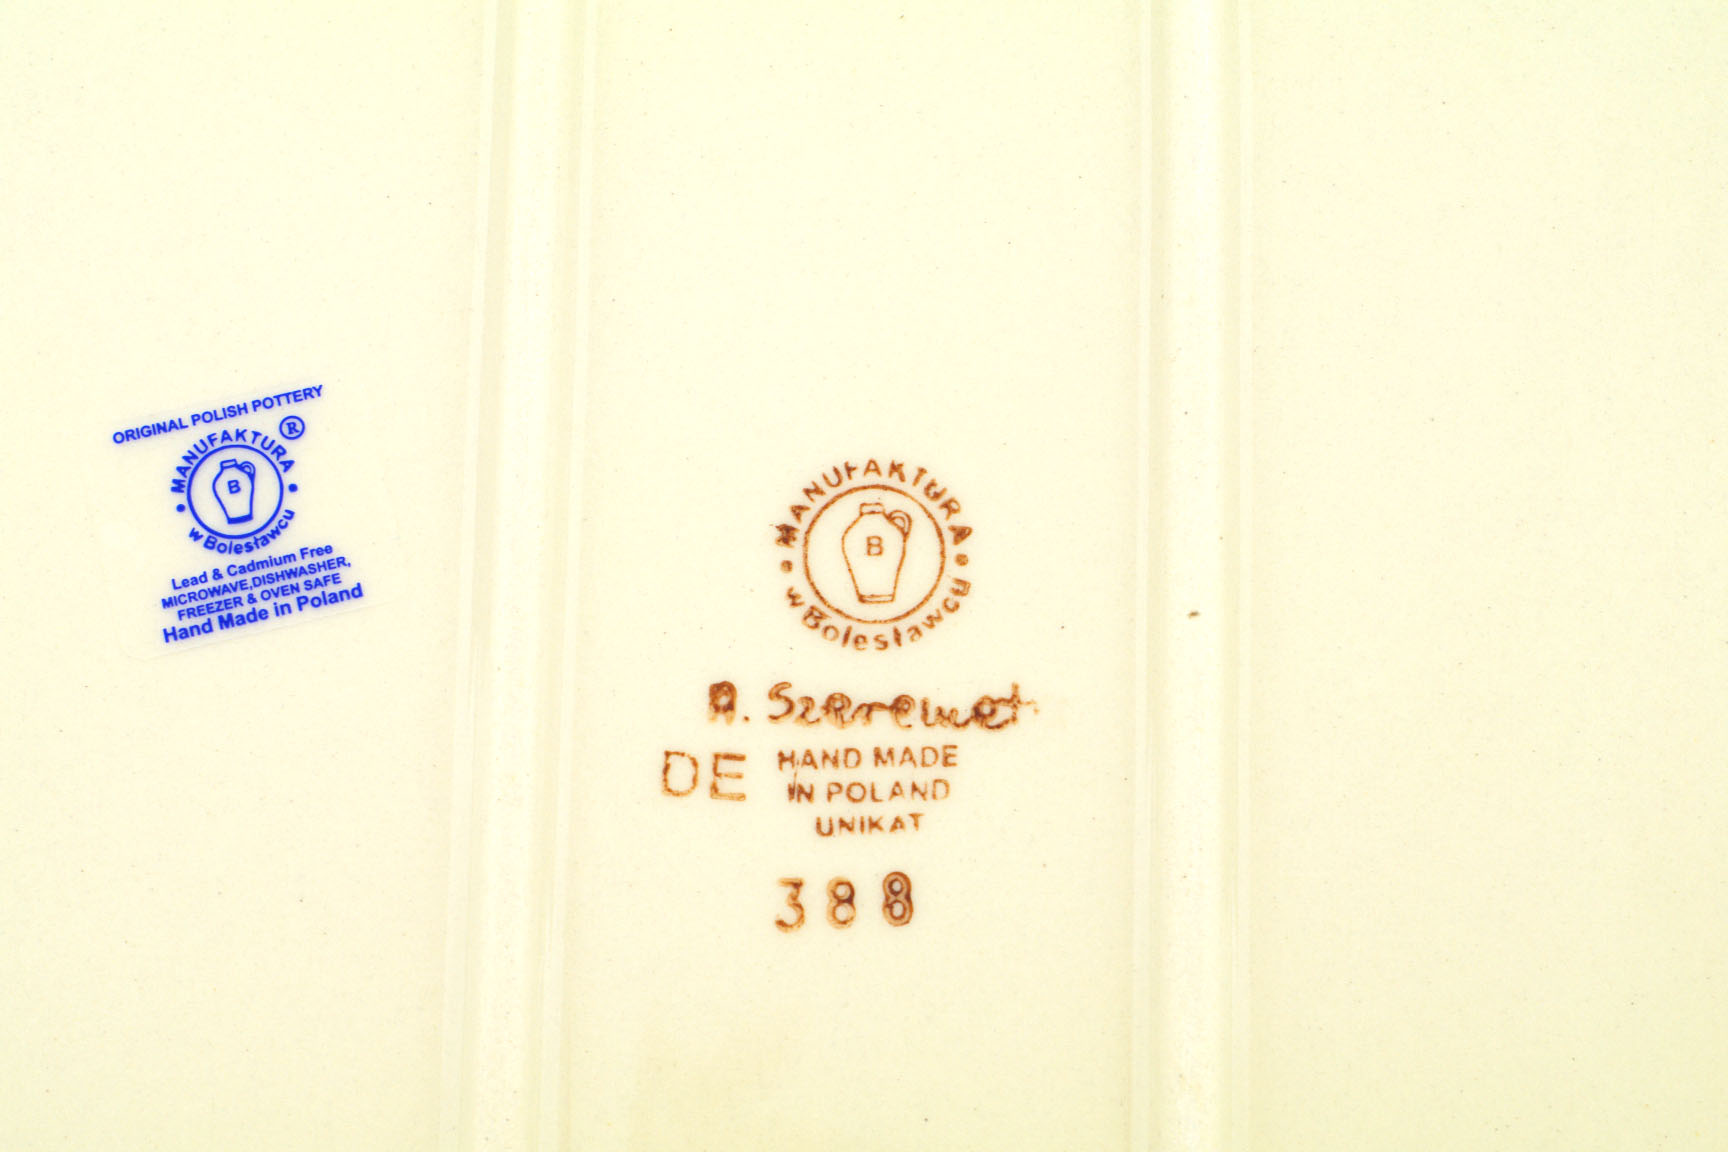 ORIGINAL POLISH POTTERY
MANUFAKTURA ®
B
w Bolesławcu
Lead & Cadmium Free
MICROWAVE,DISHWASHER,
FREEZER & OVEN SAFE
Hand Made in Poland
MANUFAKTURA
B
w Bolesławcu
DE
HAND MADE
IN POLAND
UNIKAT
388